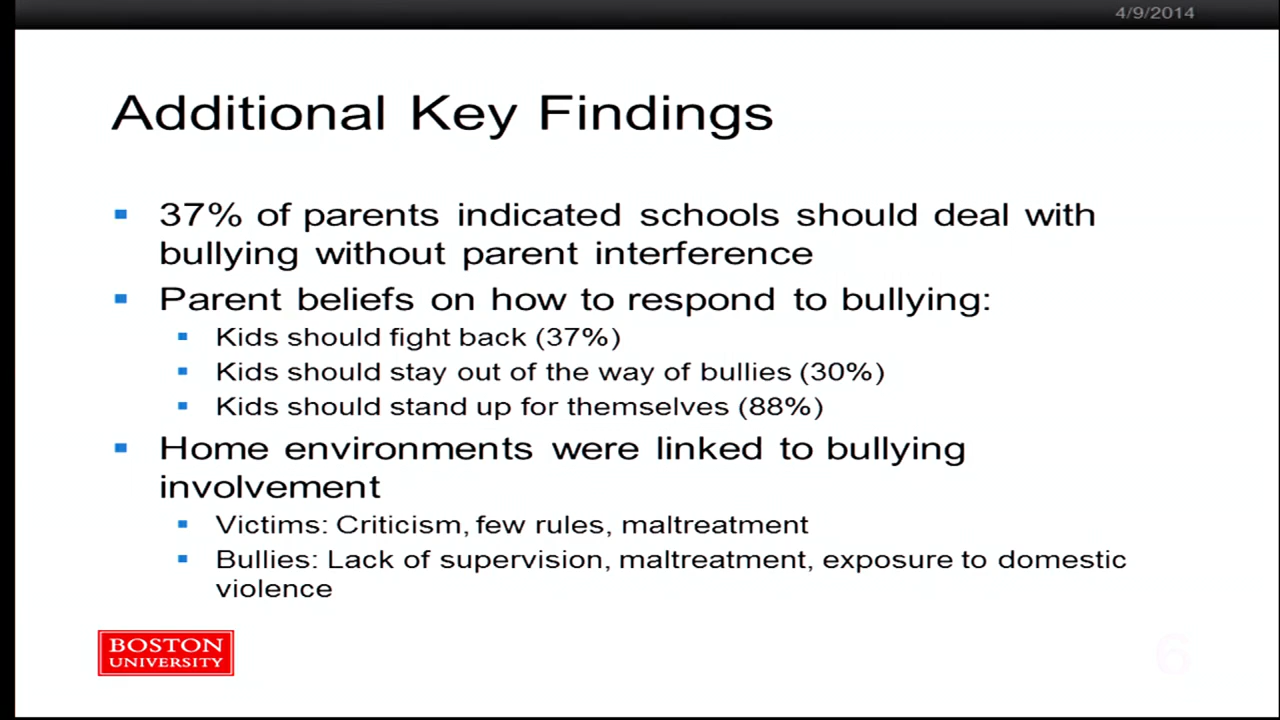 4/9/2014
Additional Key Findings
37% of parents indicated schools should deal with
bullying without parent interference
Parent beliefs on how to respond to bullying:
Kids should fight back (37%)
Kids should stay out of the way of bullies (30%)
Kids should stand up for themselves (88%)
Home environments were linked to bullying
involvement
Victims: Criticism, few rules, maltreatment
Bullies: Lack of supervision, maltreatment, exposure to domestic
violence
BOSTON
UNIVERSITY
6